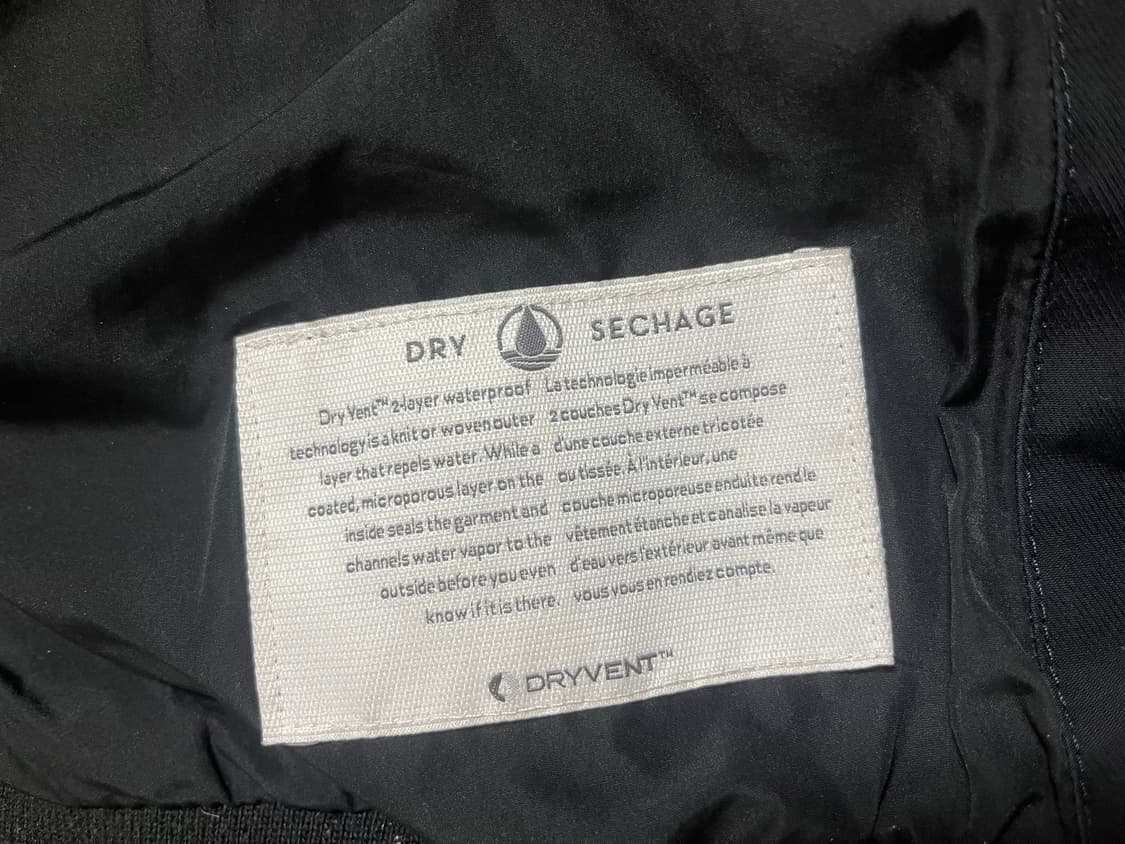 DRY SECHAGE
Dry Vent™ 2-layer waterproof
technology is a knit or woven outer
layer that repels water. While a
coated, microporous layer on the
inside seals the garment and
channels water vapor to the
outside before you even
know if it is there.
La technologie imperméable à
2 couches Dry Vent™ se compose
d'une couche externe tricotée
ou tissée. À l'intérieur, une
couche microporeuse enduite rend le
vêtement étanche et canalise la vapeur
d'eau vers l'extérieur avant même que
vous vous en rendiez compte.
DRYVENT™